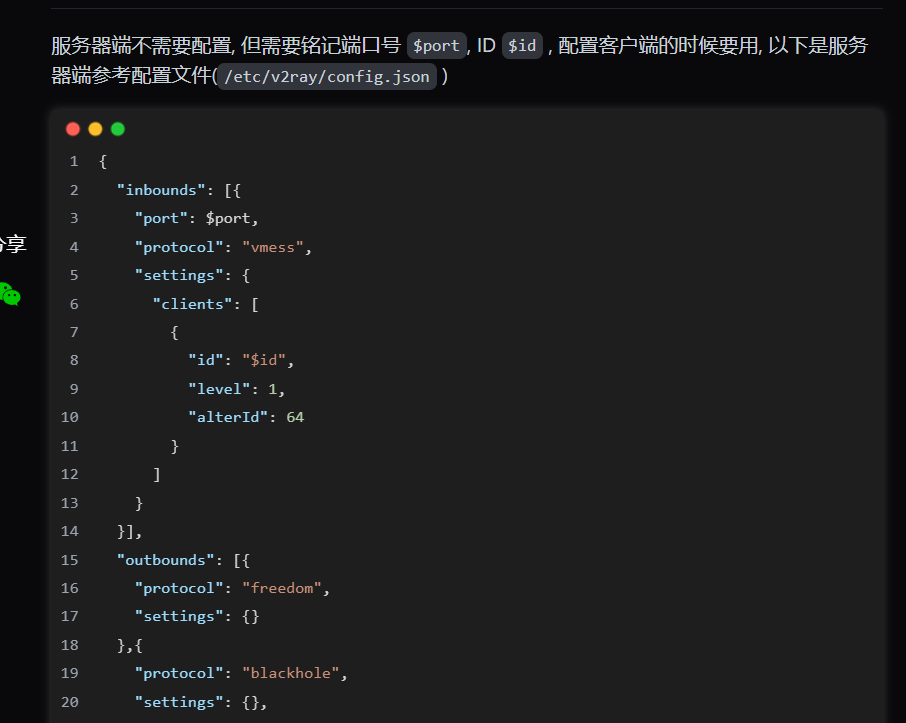 服务器端不需要配置, 但需要铭记端口号 $port, ID $id , 配置客户端的时候要用, 以下是服务
器端参考配置文件( /etc/v2ray/config.json )
1 {
2 "inbounds": [{
3 "port": $port,
4 "protocol": "vmess",
分享
5 "settings": {
6 "clients": [
7 {
8 "id": "$id",
9 "level": 1,
10 "alterId": 64
11 }
12 ]
13 }
14 }],
15 "outbounds": [{
16 "protocol": "freedom",
17 "settings": {}
18 },{
19 "protocol": "blackhole",
20 "settings": {},